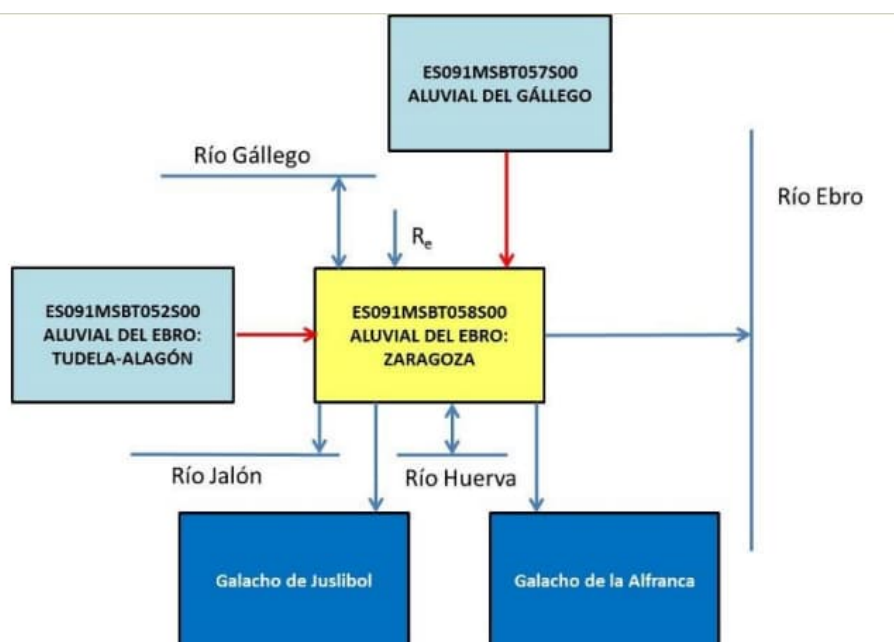 ES091MSBT057S00
ALUVIAL DEL GÁLLEGO
Río Gállego
Río Ebro
Re
ES091MSBT052S00
ALUVIAL DEL EBRO:
TUDELA-ALAGÓN
ES091MSBT058S00
ALUVIAL DEL EBRO:
ZARAGOZA
Río Jalón
Río Huerva
Galacho de Juslibol
Galacho de la Alfranca